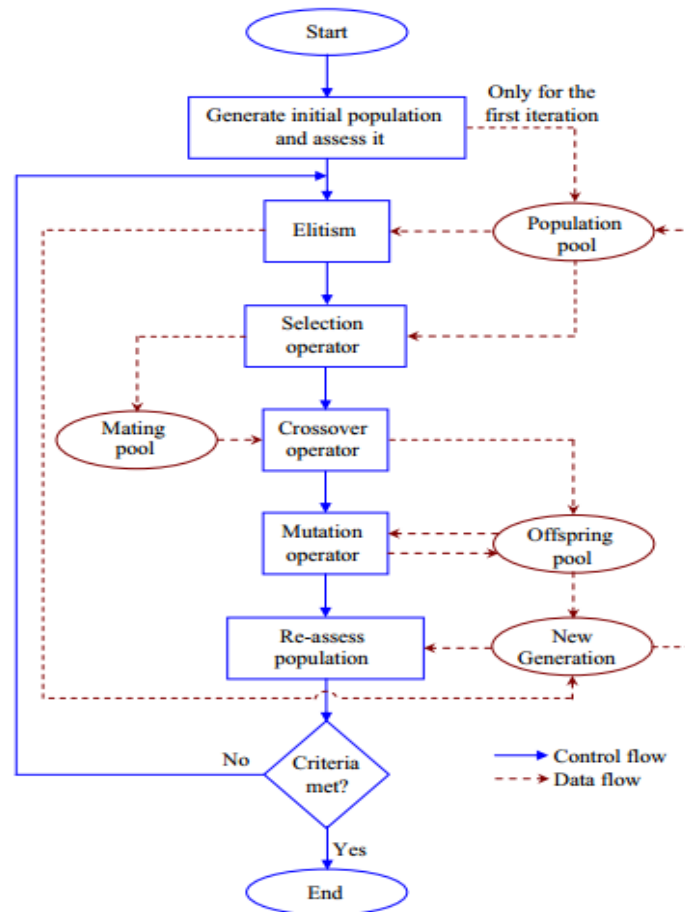 Start
Generate initial population
and assess it
Only for the
first iteration
Elitism
Population
pool
Selection
operator
Mating
pool
Crossover
operator
Mutation
operator
Offspring
pool
Re-assess
population
New
Generation
No
Criteria
met?
Control flow
Data flow
Yes
End